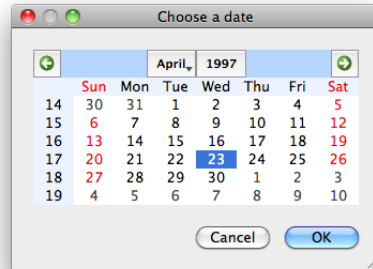 Choose a date
April 1997
Sun Mon Tue Wed Thu Fri Sat
14 30 31 1 2 3 4 5
15 6 7 8 9 10 11 12
16 13 14 15 16 17 18 19
17 20 21 22 23 24 25 26
18 27 28 29 30 1 2 3
19 4 5 6 7 8 9 10
Cancel OK